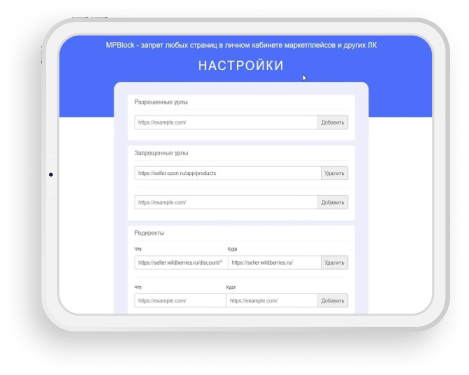 MPBlock - запрет любых страниц в личном кабинете маркетплейсов и других ЛК
НАСТРОЙКИ
Разрешенные урлы
https://example.com/ Добавить
Запрещенные урлы
https://seller.ozon.ru/app/products Удалить
https://example.com/ Добавить
Редиректы
Что Куда
https://seller.wildberries.ru/discount/* https://seller.wildberries.ru/ Удалить
Что Куда
https://example.com/ https://example.com/ Добавить